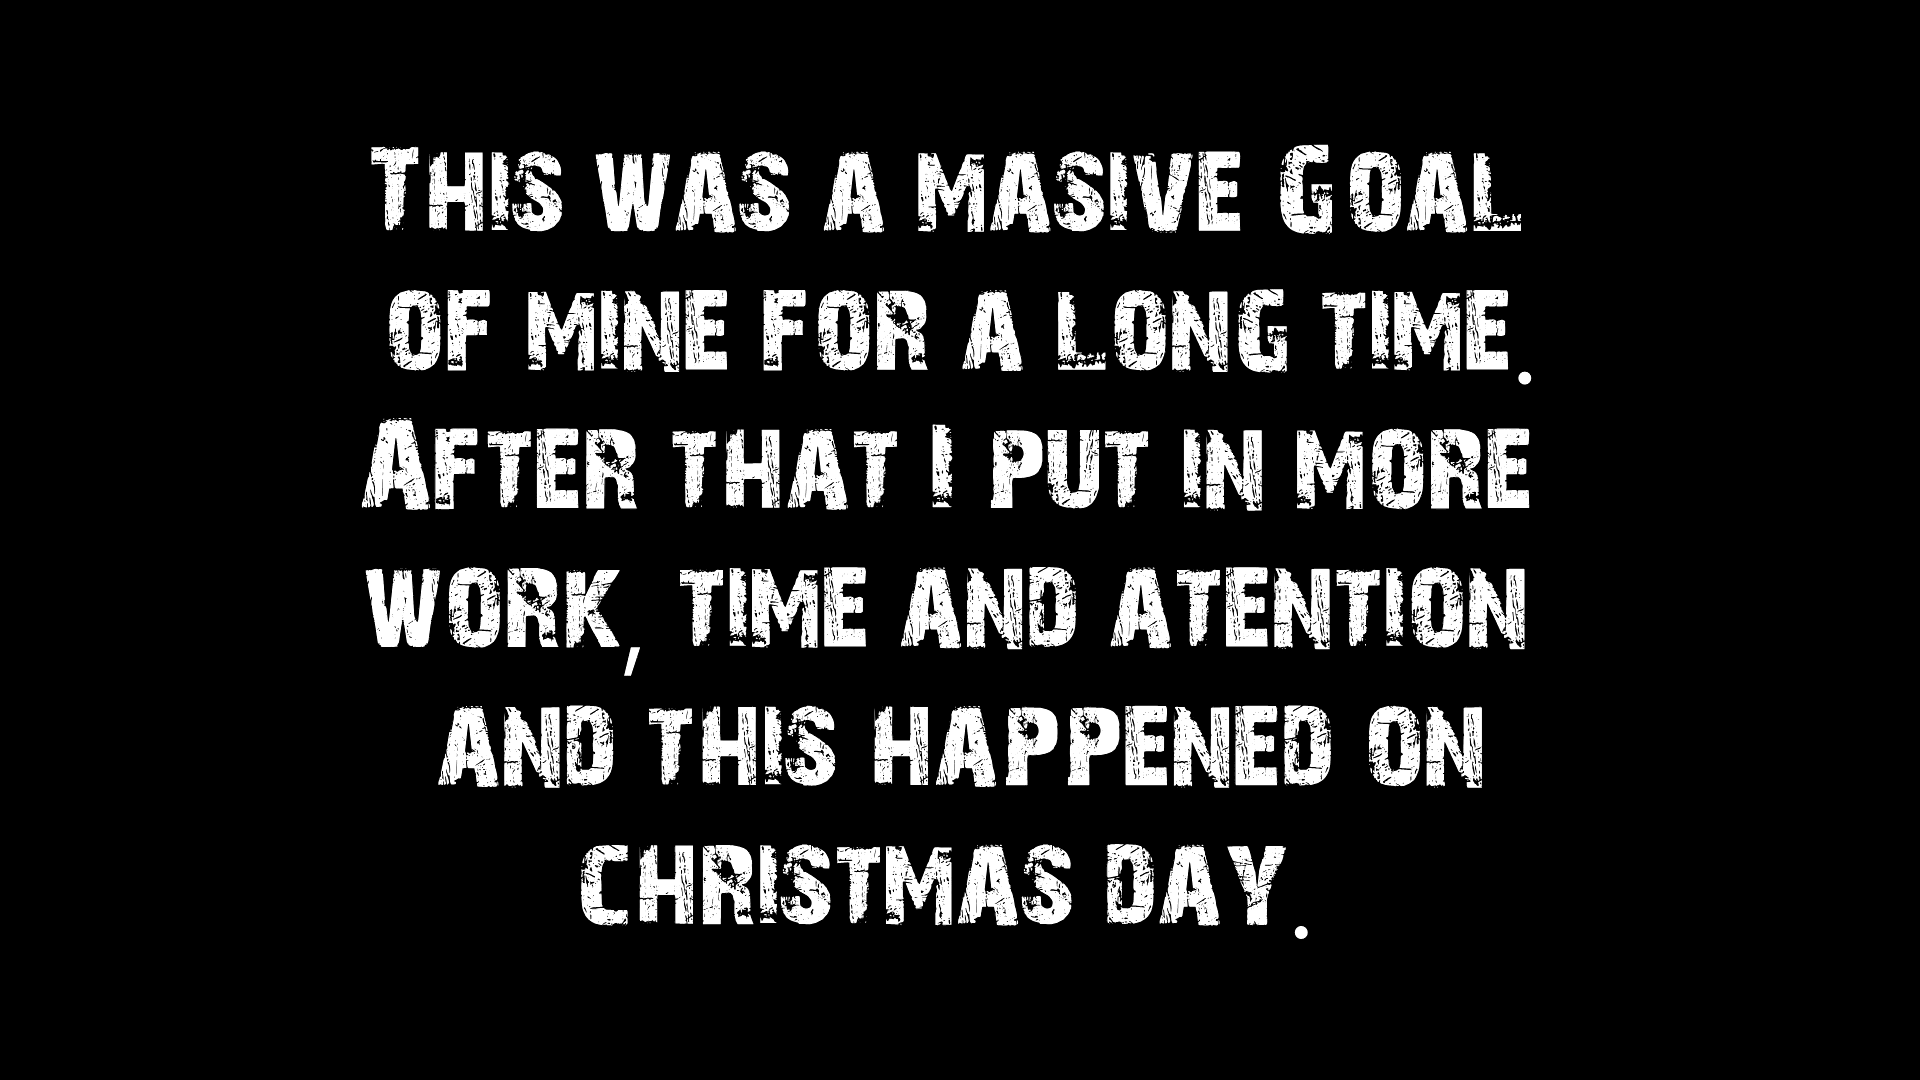 This was a masive Goal
of mine for a long time.
After that I put in more
work, time and atention
and this happened on
christmas day.